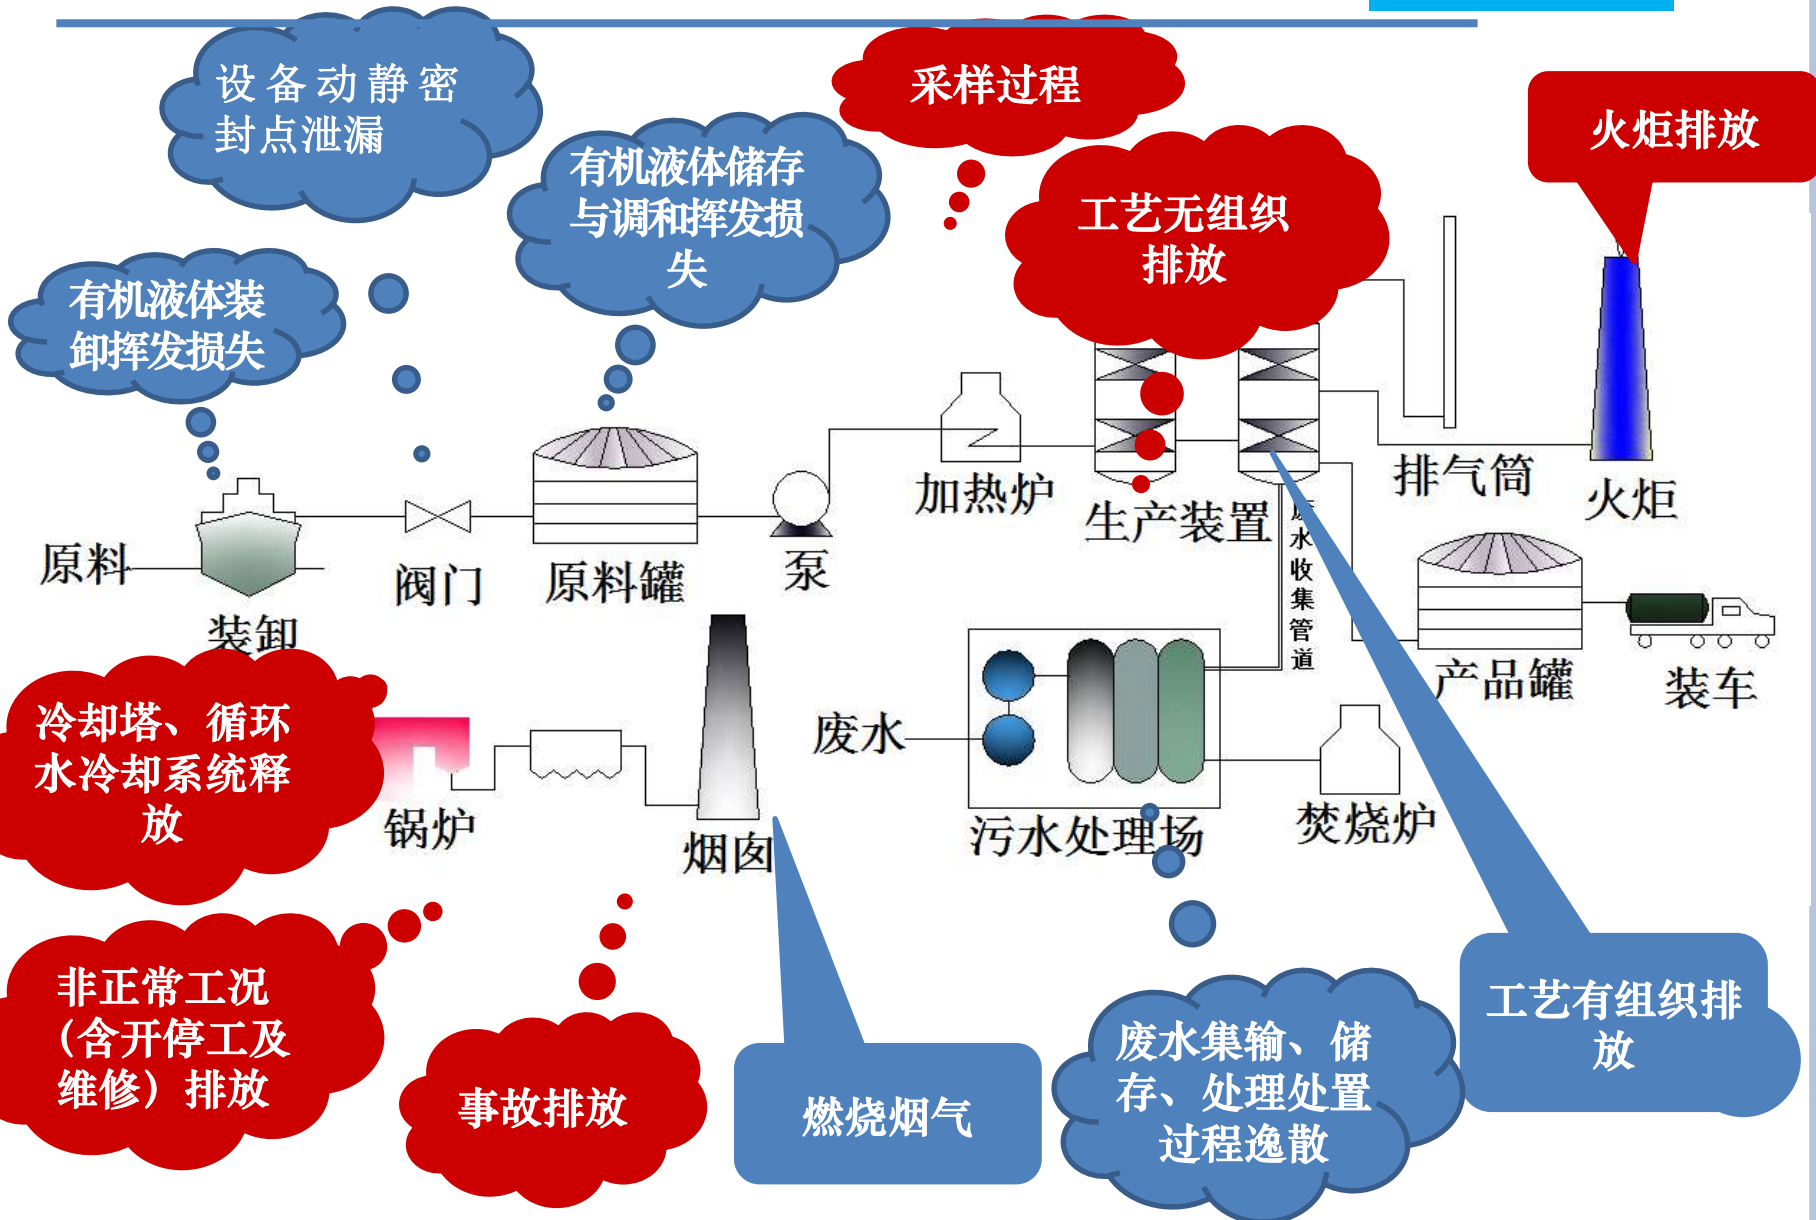 设备动静密
封点泄漏
采样过程
火炬排放
有机液体储存
与调和挥发损
失
工艺无组织
排放
有机液体装
卸挥发损失
加热炉
生产装置
排气筒
火炬
原料
装卸
阀门
原料罐
泵
废水收集管道
产品罐
装车
冷却塔、循环
水冷却系统释
放
锅炉
烟囱
废水
污水处理场
焚烧炉
非正常工况
（含开停工及
维修）排放
事故排放
燃烧烟气
废水集输、储
存、处理处置
过程逸散
工艺有组织排
放